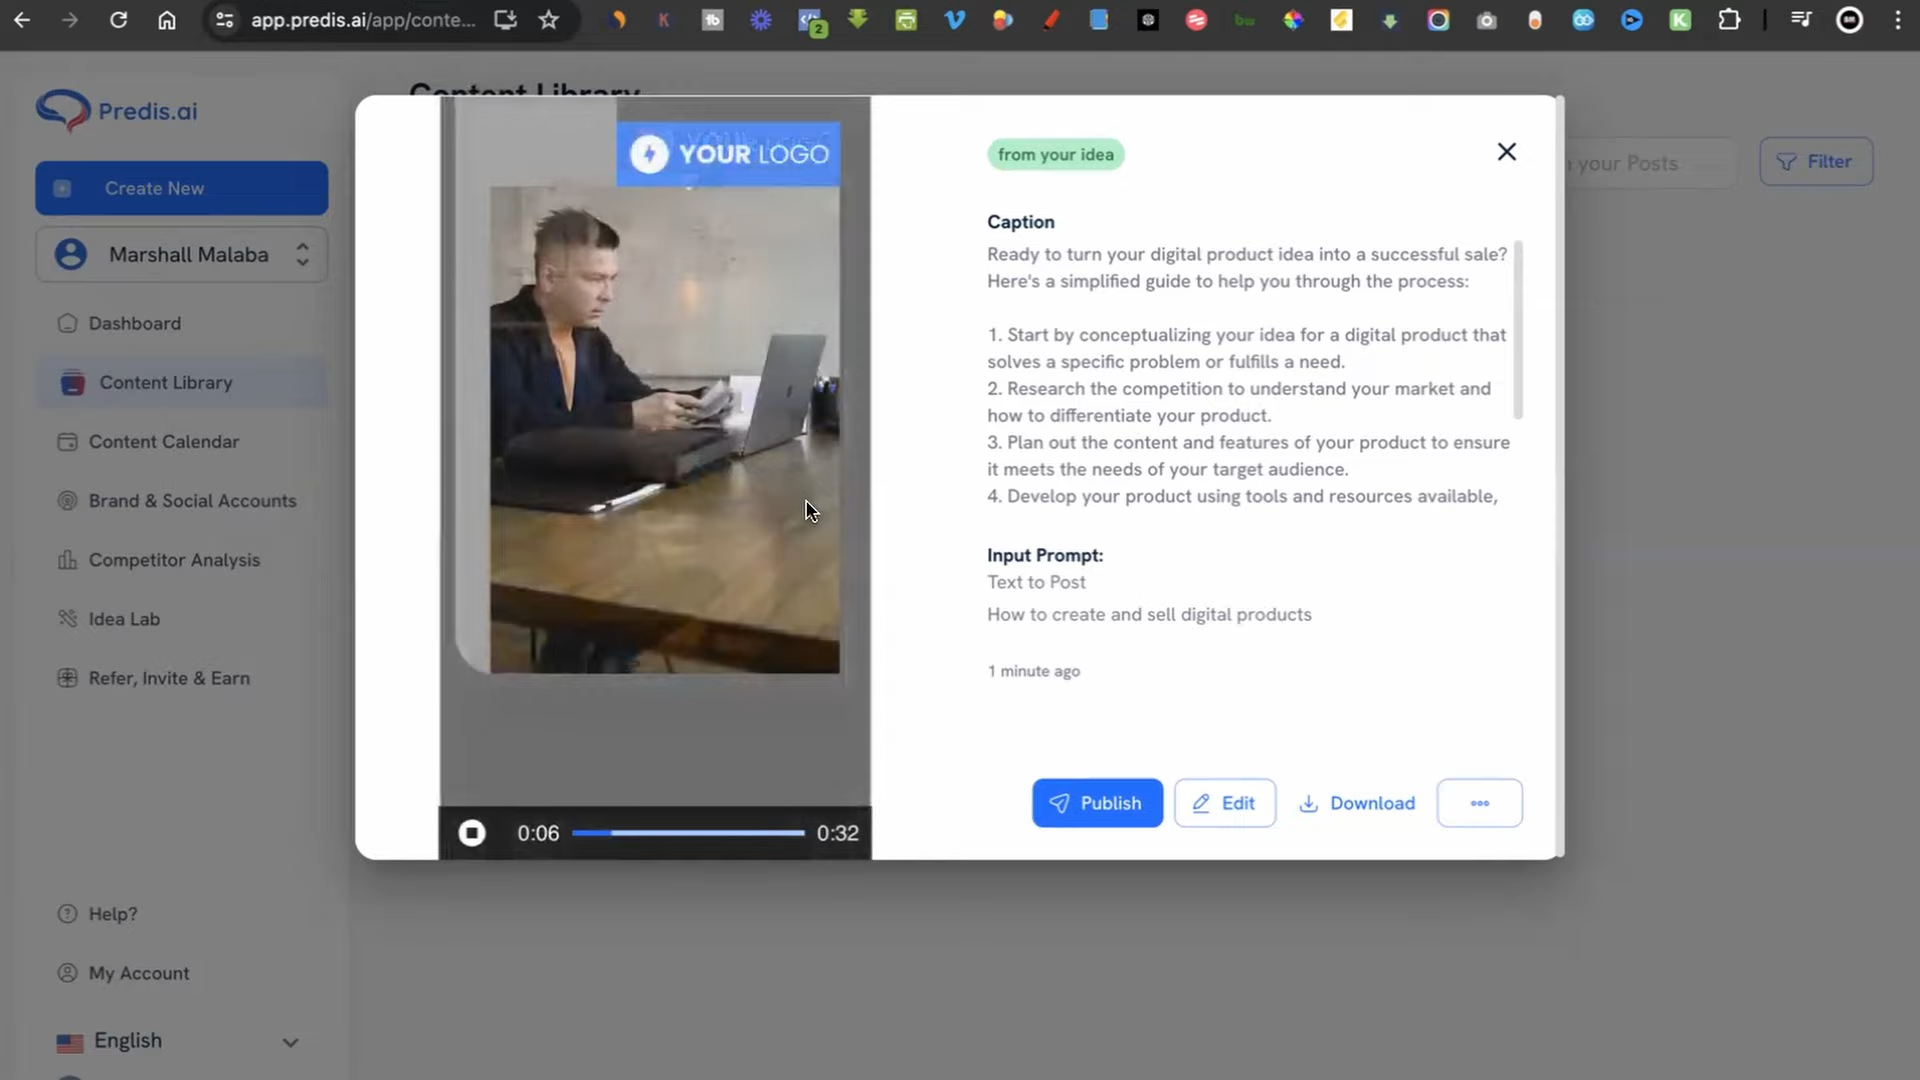 app.predis.ai/app/conte...
2
Predis.ai
Content Library
Create New
n your Posts
Filter
Marshall Malaba
Dashboard
Content Library
Content Calendar
Brand & Social Accounts
Competitor Analysis
Idea Lab
Refer, Invite & Earn
Help?
My Account
English
YOUR LOGO
0:06
0:32
from your idea
Caption
Ready to turn your digital product idea into a successful sale?
Here's a simplified guide to help you through the process:
1. Start by conceptualizing your idea for a digital product that
solves a specific problem or fulfills a need.
2. Research the competition to understand your market and
how to differentiate your product.
3. Plan out the content and features of your product to ensure
it meets the needs of your target audience.
4. Develop your product using tools and resources available,
Input Prompt:
Text to Post
How to create and sell digital products
1 minute ago
Publish
Edit
Download